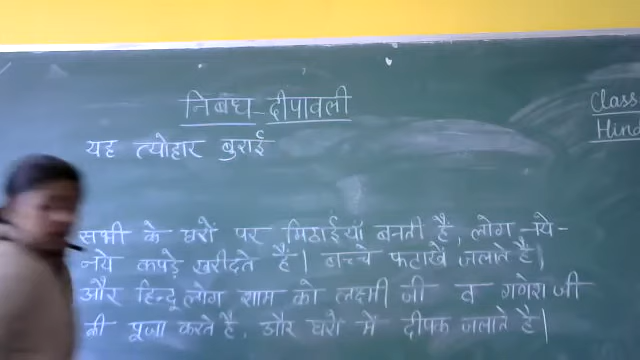 निबंध - दीपावली
Class
Hind
यह त्योहार बुराई
सभी के घरों पर मिठाईयाँ बनती हैं, लोग नये-
नये कपड़े खरीदते हैं। बच्चे फटाखे जलाते है।
और हिन्दू लोग शाम को लक्ष्मी जी व गणेश जी
की पूजा करते है, और घरों में दीपक जलाते है।